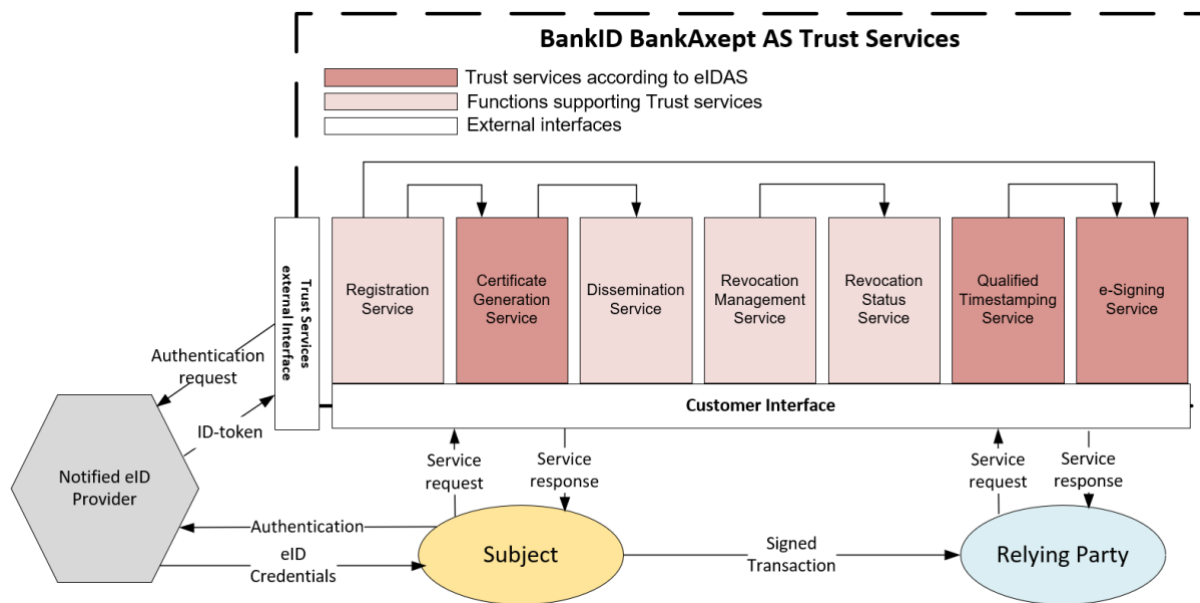 BankID BankAxept AS Trust Services
Trust services according to eIDAS
Functions supporting Trust services
External interfaces
Trust Services
external Interface
Registration
Service
Certificate
Generation
Service
Dissemination
Service
Revocation
Management
Service
Revocation
Status
Service
Qualified
Timestamping
Service
e-Signing
Service
Customer Interface
Authentication
request
ID-token
Notified eID
Provider
Service
request
Service
response
Service
request
Service
response
Authentication
eID
Credentials
Subject
Signed
Transaction
Relying Party